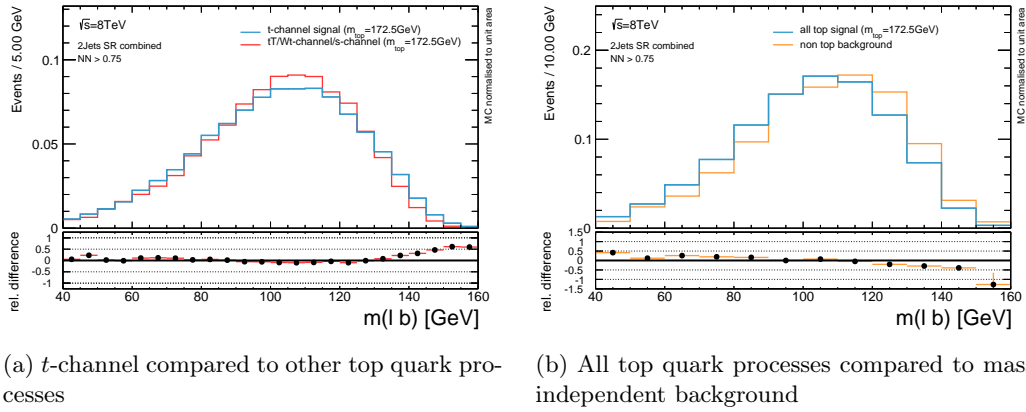 √s=8TeV
2Jets SR combined
NN > 0.75
t-channel signal (m_top=172.5GeV)
tT/Wt-channel/s-channel (m_top=172.5GeV)
Events / 5.00 GeV
MC normalised to unit area
0.1
0.05
0
rel. difference
1
0.5
0
-0.5
-1
40 60 80 100 120 140 160
m(l b) [GeV]
(a) t-channel compared to other top quark pro-
cesses
√s=8TeV
2Jets SR combined
NN > 0.75
all top signal (m_top=172.5GeV)
non top background
Events / 10.00 GeV
MC normalised to unit area
0.2
0.1
0
rel. difference
1.5
1
0.5
0
-0.5
-1
-1.5
40 60 80 100 120 140 160
m(l b) [GeV]
(b) All top quark processes compared to mas
independent background